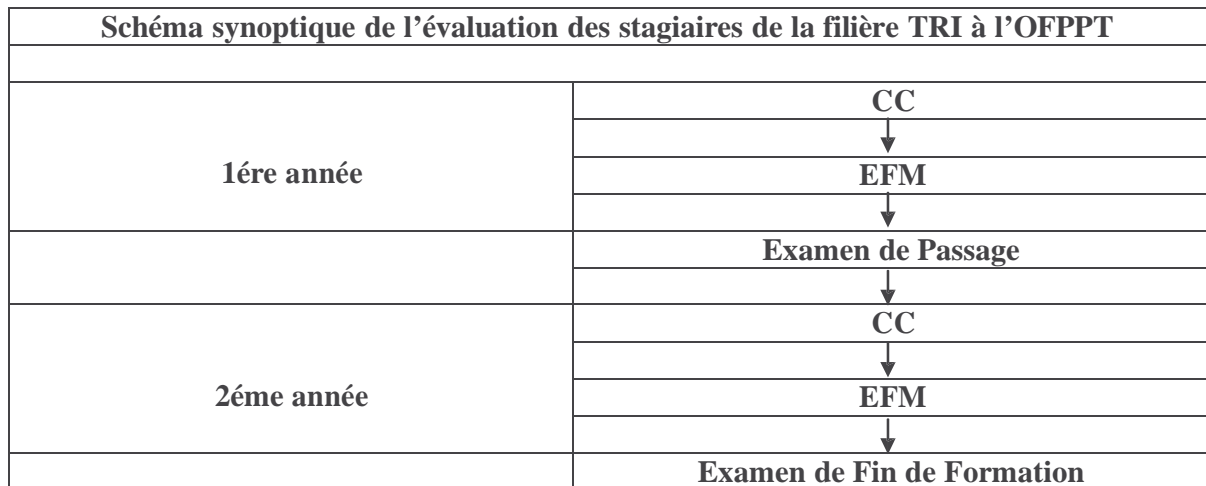 Schéma synoptique de l’évaluation des stagiaires de la filière TRI à l’OFPPT
1ére année
CC
EFM
Examen de Passage
2éme année
CC
EFM
Examen de Fin de Formation